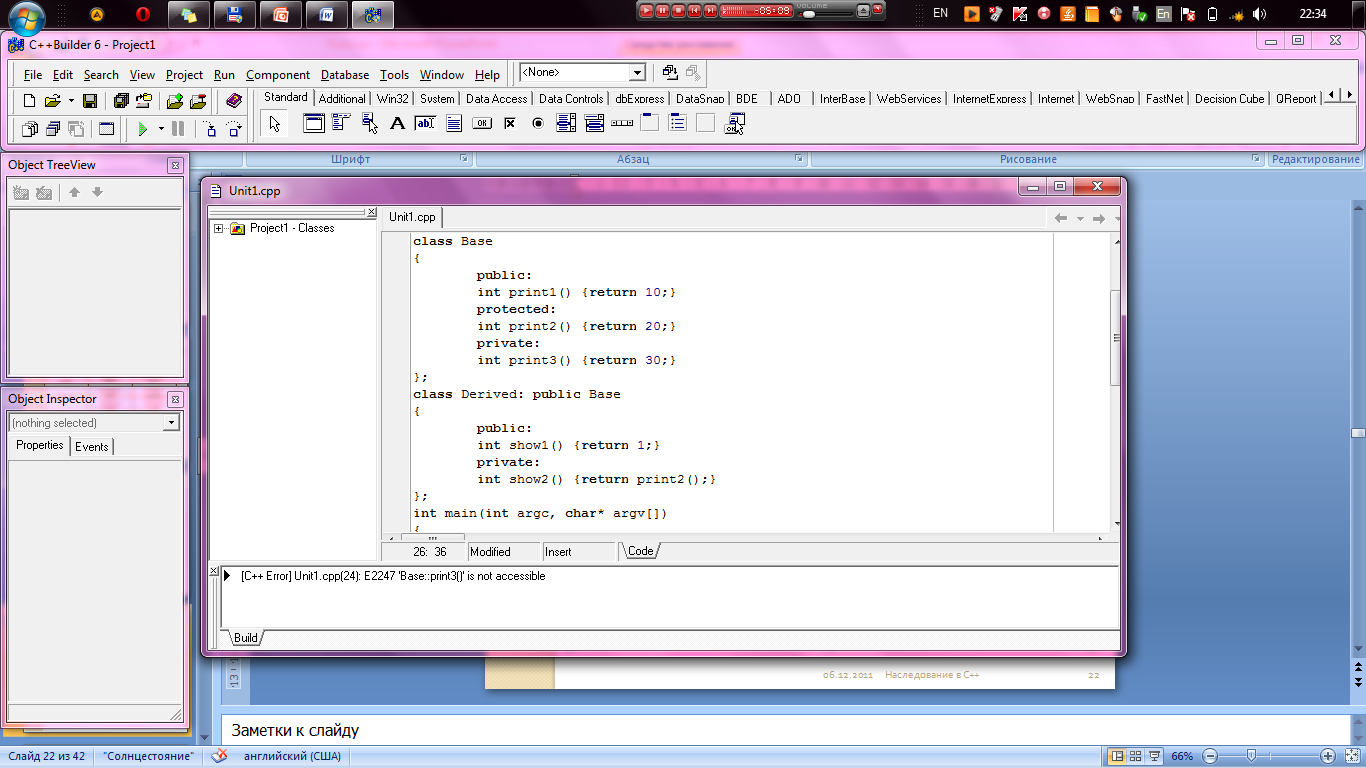 EN
En
22:34
-05:09
VOLUME
C++Builder 6 - Project1
File Edit Search View Project Run Component Database Tools Window Help
<None>
Standard Additional Win32 System Data Access Data Controls dbExpress DataSnap BDE ADO InterBase WebServices InternetExpress Internet WebSnap FastNet Decision Cube QReport
Шрифт Абзац Рисование Редактирование
Object TreeView
Unit1.cpp
Project1 - Classes
Unit1.cpp
class Base
{
public:
int print1() {return 10;}
protected:
int print2() {return 20;}
private:
int print3() {return 30;}
};
class Derived: public Base
{
public:
int show1() {return 1;}
private:
int show2() {return print2();}
};
int main(int argc, char* argv[])
{
26: 36 Modified Insert Code
[C++ Error] Unit1.cpp(24): E2247 'Base::print3()' is not accessible
Build
Object Inspector
(nothing selected)
Properties Events
06.12.2011 Наследование в C++ 22
Заметки к слайду
Слайд 22 из 42 "Солнцестояние" английский (США) 66%